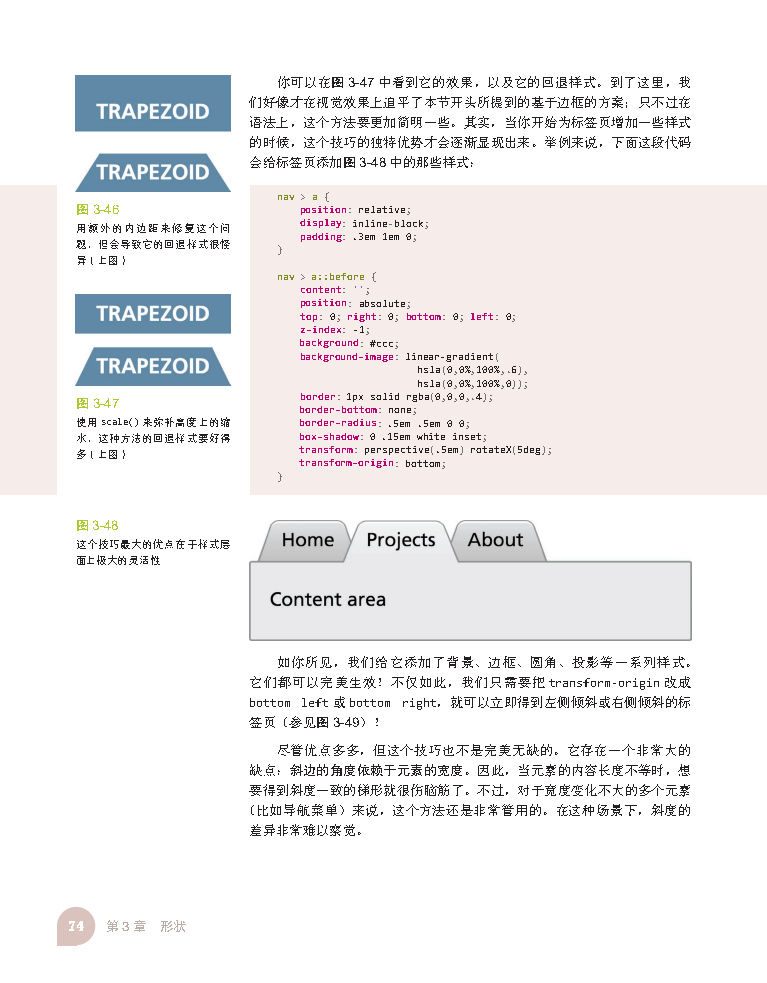 TRAPEZOID
TRAPEZOID
图 3-46
用额外的内边距来修复这个问
题，但会导致它的回退样式很怪
异（上图）
TRAPEZOID
TRAPEZOID
图 3-47
使用 scale() 来弥补高度上的缩
水，这种方法的回退样式要好得
多（上图）
你可以在图 3-47 中看到它的效果，以及它的回退样式。到了这里，我
们好像才在视觉效果上追平了本节开头所提到的基于边框的方案；只不过在
语法上，这个方法要更加简明一些。其实，当你开始为标签页增加一些样式
的时候，这个技巧的独特优势才会逐渐显现出来。举例来说，下面这段代码
会给标签页添加图 3-48 中的那些样式：
nav > a {
position: relative;
display: inline-block;
padding: .3em 1em 0;
}
nav > a::before {
content: '';
position: absolute;
top: 0; right: 0; bottom: 0; left: 0;
z-index: -1;
background: #ccc;
background-image: linear-gradient(
hsla(0,0%,100%,.6),
hsla(0,0%,100%,0));
border: 1px solid rgba(0,0,0,.4);
border-bottom: none;
border-radius: .5em .5em 0 0;
box-shadow: 0 .15em white inset;
transform: perspective(.5em) rotateX(5deg);
transform-origin: bottom;
}
图 3-48
这个技巧最大的优点在于样式层
面上极大的灵活性
Home Projects About
Content area
如你所见，我们给它添加了背景、边框、圆角、投影等一系列样式。
它们都可以完美生效！不仅如此，我们只需要把 transform-origin 改成
bottom left 或 bottom right，就可以立即得到左侧倾斜或右侧倾斜的标
签页（参见图 3-49）！
尽管优点多多，但这个技巧也不是完美无缺的。它存在一个非常大的
缺点：斜边的角度依赖于元素的宽度。因此，当元素的内容长度不等时，想
要得到斜度一致的梯形就很伤脑筋了。不过，对于宽度变化不大的多个元素
（比如导航菜单）来说，这个方法还是非常管用的。在这种场景下，斜度的
差异非常难以察觉。
74 第 3 章 形状